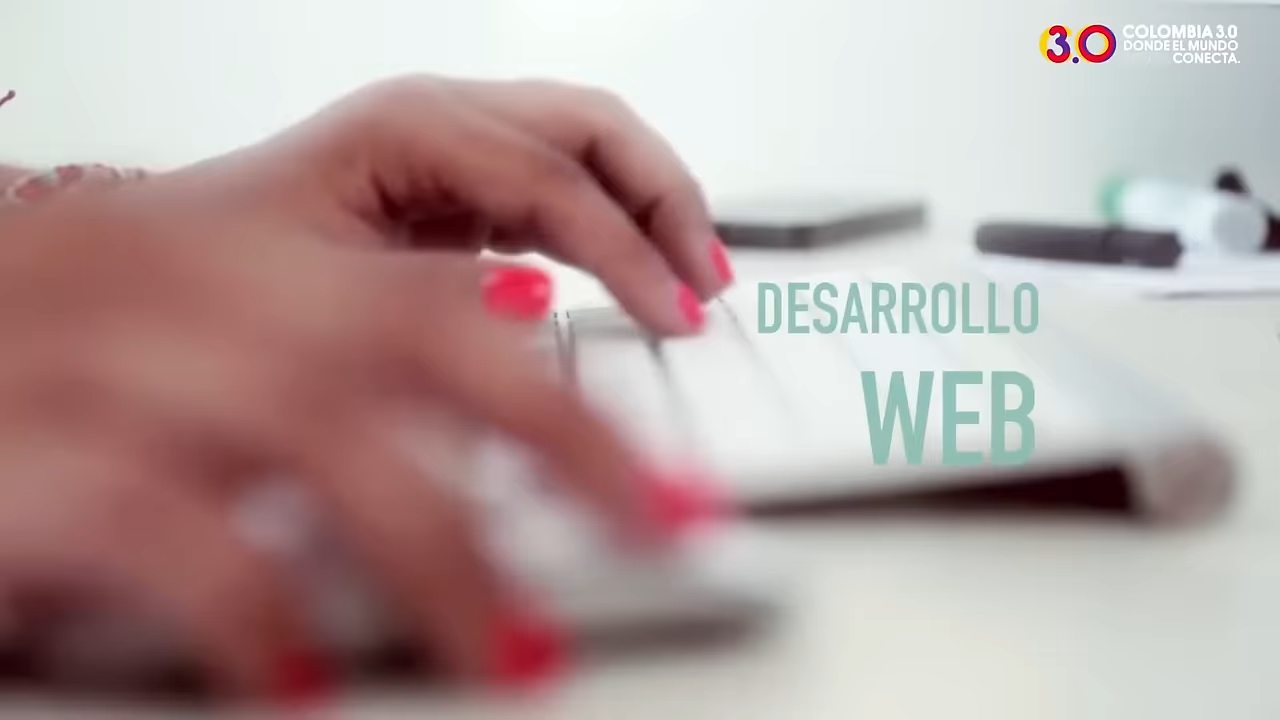 3.0
COLOMBIA 3.0
DONDE EL MUNDO
CONECTA.
DESARROLLO
WEB